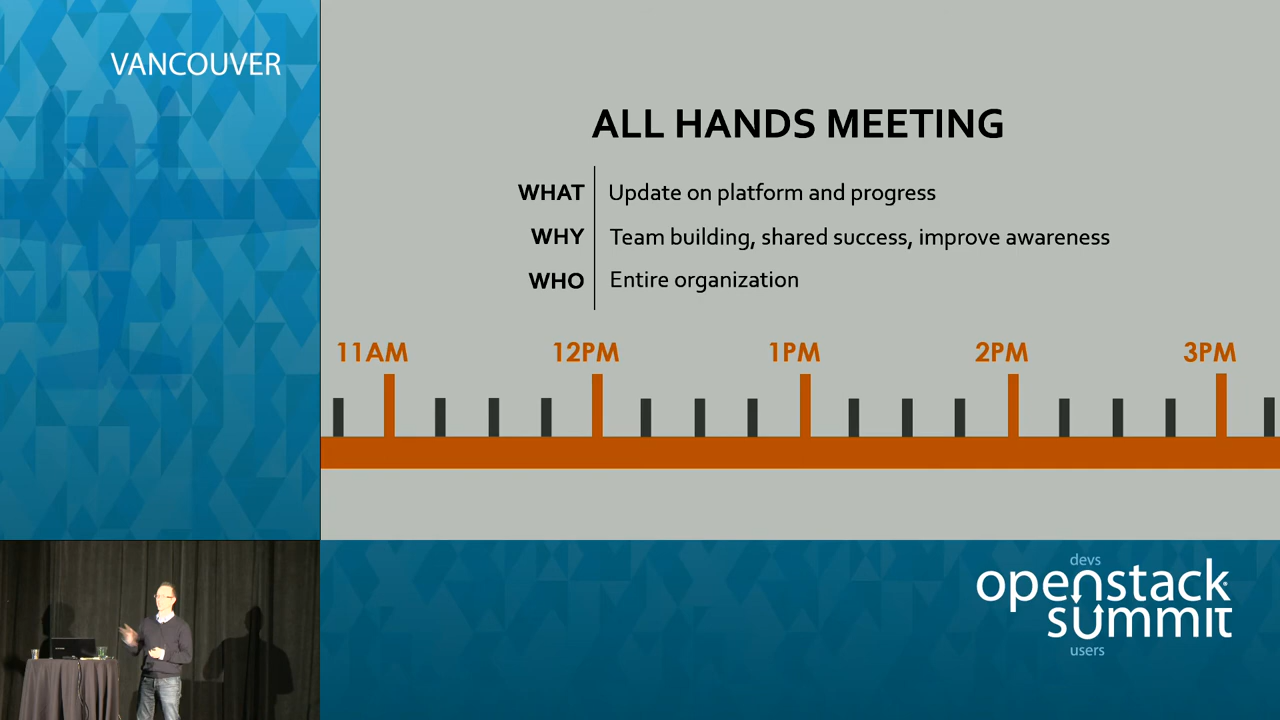 VANCOUVER
ALL HANDS MEETING
WHAT Update on platform and progress
WHY Team building, shared success, improve awareness
WHO Entire organization
11AM 12PM 1PM 2PM 3PM
devs
openstack
summit
users